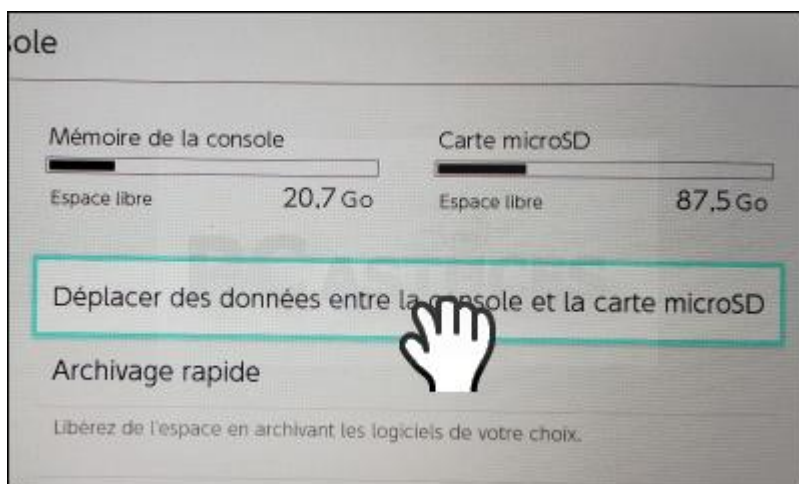 ole
Mémoire de la console
Carte microSD
Espace libre 20,7 Go
Espace libre 87,5 Go
Déplacer des données entre la console et la carte microSD
Archivage rapide
Libérez de l'espace en archivant les logiciels de votre choix.
PC ASTUCES